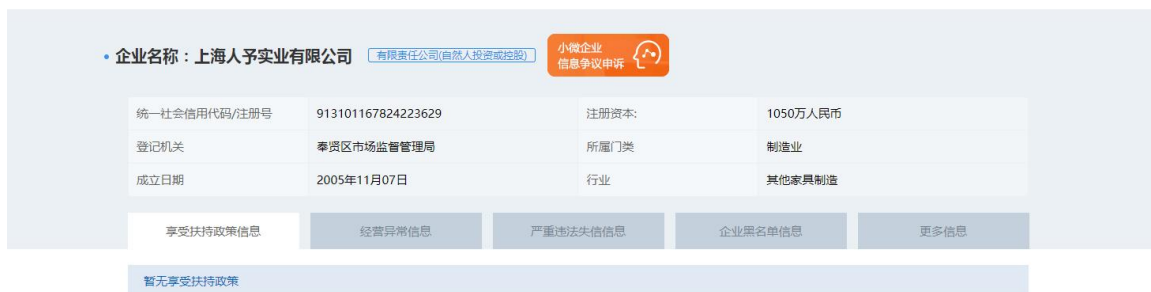 企业名称：上海人予实业有限公司 有限责任公司(自然人投资或控股) 小微企业
信息争议申诉
统一社会信用代码/注册号 913101167824223629 注册资本: 1050万人民币
登记机关 奉贤区市场监督管理局 所属门类 制造业
成立日期 2005年11月07日 行业 其他家具制造
享受扶持政策信息 经营异常信息 严重违法失信信息 企业黑名单信息 更多信息
暂无享受扶持政策